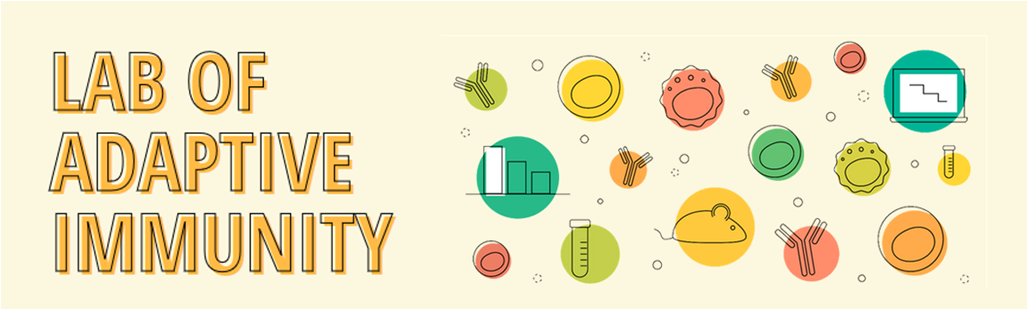 LAB OF
ADAPTIVE
IMMUNITY